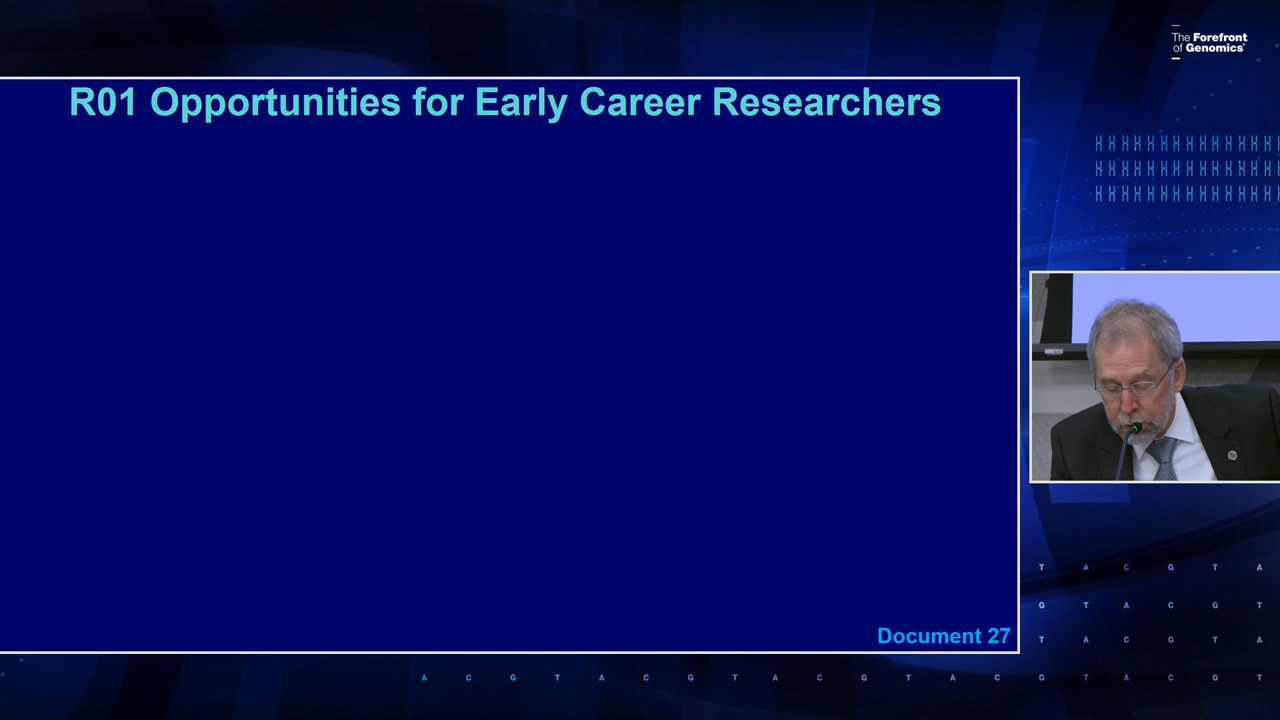 The Forefront
of Genomics®
R01 Opportunities for Early Career Researchers
Document 27
T A C G T A
G T A C G T
T A C G T A
A C G T A C G T A C G T A C G T A C G T